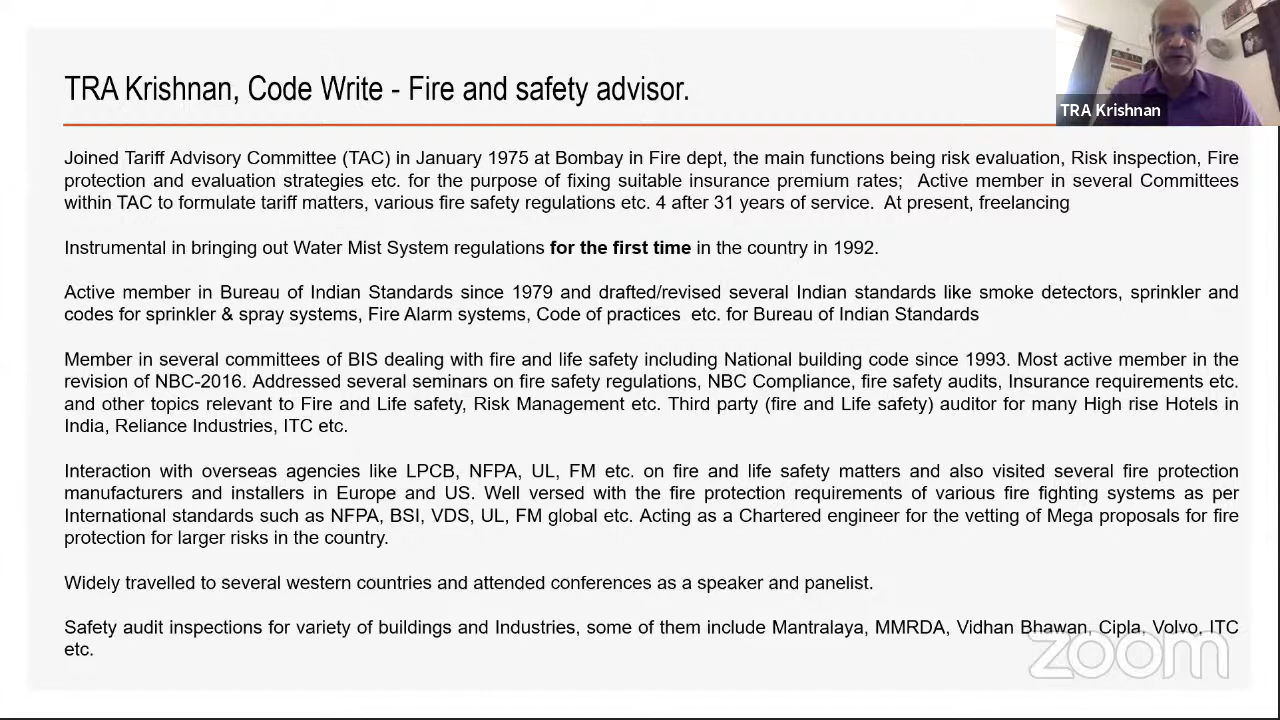 TRA Krishnan, Code Write - Fire and safety advisor.
TRA Krishnan
Joined Tariff Advisory Committee (TAC) in January 1975 at Bombay in Fire dept, the main functions being risk evaluation, Risk inspection, Fire
protection and evaluation strategies etc. for the purpose of fixing suitable insurance premium rates; Active member in several Committees
within TAC to formulate tariff matters, various fire safety regulations etc. 4 after 31 years of service. At present, freelancing
Instrumental in bringing out Water Mist System regulations for the first time in the country in 1992.
Active member in Bureau of Indian Standards since 1979 and drafted/revised several Indian standards like smoke detectors, sprinkler and
codes for sprinkler & spray systems, Fire Alarm systems, Code of practices etc. for Bureau of Indian Standards
Member in several committees of BIS dealing with fire and life safety including National building code since 1993. Most active member in the
revision of NBC-2016. Addressed several seminars on fire safety regulations, NBC Compliance, fire safety audits, Insurance requirements etc.
and other topics relevant to Fire and Life safety, Risk Management etc. Third party (fire and Life safety) auditor for many High rise Hotels in
India, Reliance Industries, ITC etc.
Interaction with overseas agencies like LPCB, NFPA, UL, FM etc. on fire and life safety matters and also visited several fire protection
manufacturers and installers in Europe and US. Well versed with the fire protection requirements of various fire fighting systems as per
International standards such as NFPA, BSI, VDS, UL, FM global etc. Acting as a Chartered engineer for the vetting of Mega proposals for fire
protection for larger risks in the country.
Widely travelled to several western countries and attended conferences as a speaker and panelist.
Safety audit inspections for variety of buildings and Industries, some of them include Mantralaya, MMRDA, Vidhan Bhawan, Cipla, Volvo, ITC
etc.
zoom